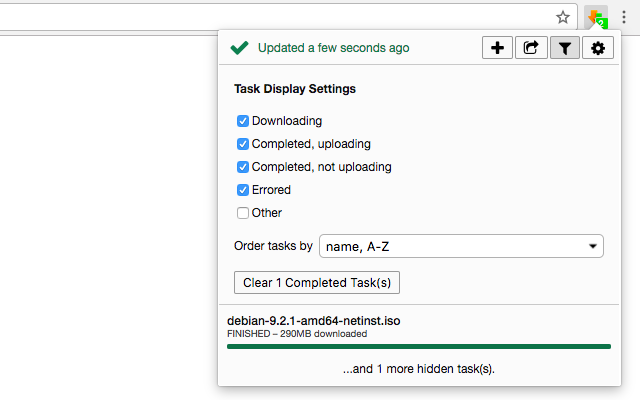 Updated a few seconds ago
Task Display Settings
Downloading
Completed, uploading
Completed, not uploading
Errored
Other
Order tasks by name, A-Z
Clear 1 Completed Task(s)
debian-9.2.1-amd64-netinst.iso
FINISHED – 290MB downloaded
...and 1 more hidden task(s).